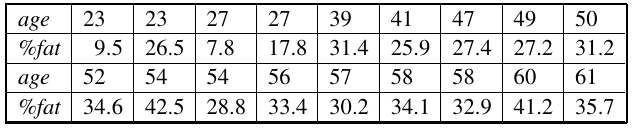 age 23 23 27 27 39 41 47 49 50
%fat 9.5 26.5 7.8 17.8 31.4 25.9 27.4 27.2 31.2
age 52 54 54 56 57 58 58 60 61
%fat 34.6 42.5 28.8 33.4 30.2 34.1 32.9 41.2 35.7